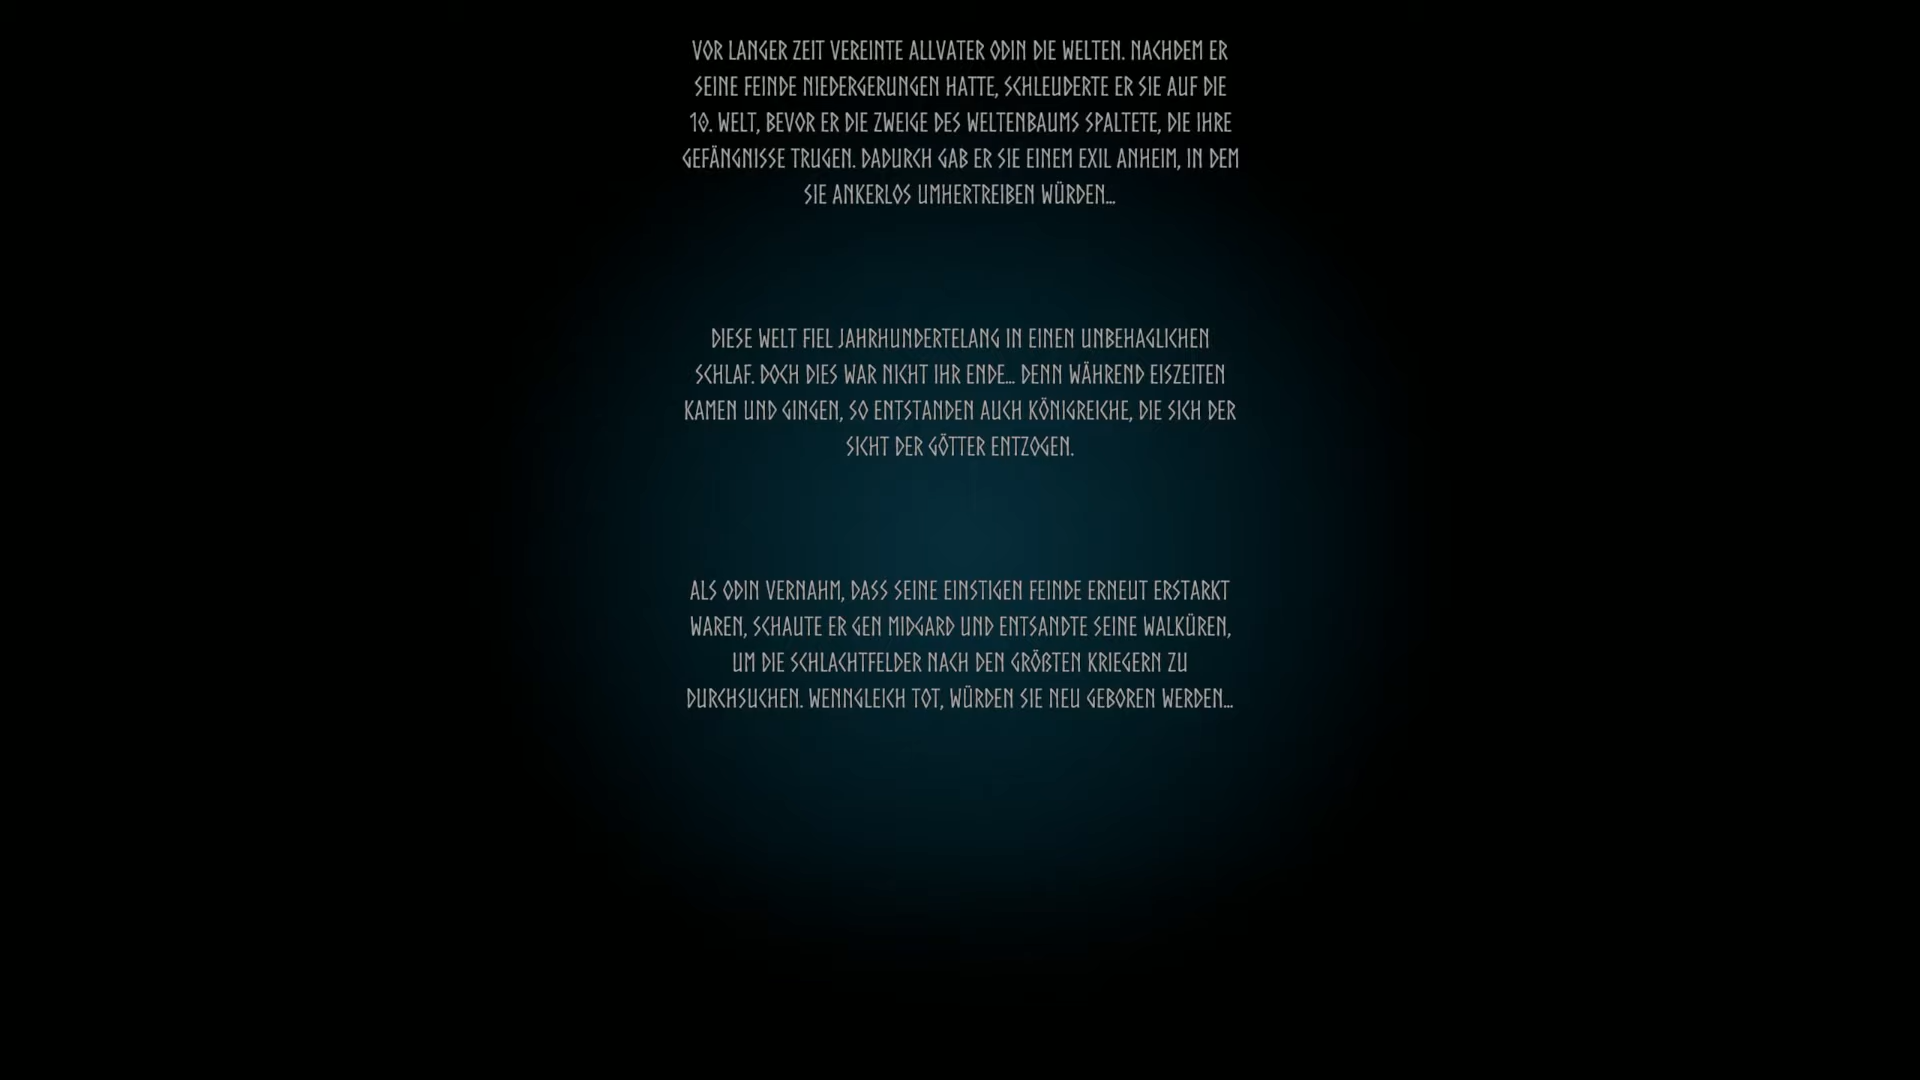 VOR LANGER ZEIT VEREINTE ALLVATER ODIN DIE WELTEN. NACHDEM ER
SEINE FEINDE NIEDERGERUNGEN HATTE, SCHLEUDERTE ER SIE AUF DIE
10. WELT, BEVOR ER DIE ZWEIGE DES WELTENBAUMS SPALTETE, DIE IHRE
GEFÄNGNISSE TRUGEN. DADURCH GAB ER SIE EINEM EXIL ANHEIM, IN DEM
SIE ANKERLOS UMHERTREIBEN WÜRDEN...
DIESE WELT FIEL JAHRHUNDERTELANG IN EINEN UNBEHAGLICHEN
SCHLAF. DOCH DIES WAR NICHT IHR ENDE... DENN WÄHREND EISZEITEN
KAMEN UND GINGEN, SO ENTSTANDEN AUCH KÖNIGREICHE, DIE SICH DER
SICHT DER GÖTTER ENTZOGEN.
ALS ODIN VERNAHM, DASS SEINE EINSTIGEN FEINDE ERNEUT ERSTARKT
WAREN, SCHAUTE ER GEN MIDGARD UND ENTSANDTE SEINE WALKÜREN,
UM DIE SCHLACHTFELDER NACH DEN GRÖßTEN KRIEGERN ZU
DURCHSUCHEN. WENNGLEICH TOT, WÜRDEN SIE NEU GEBOREN WERDEN...